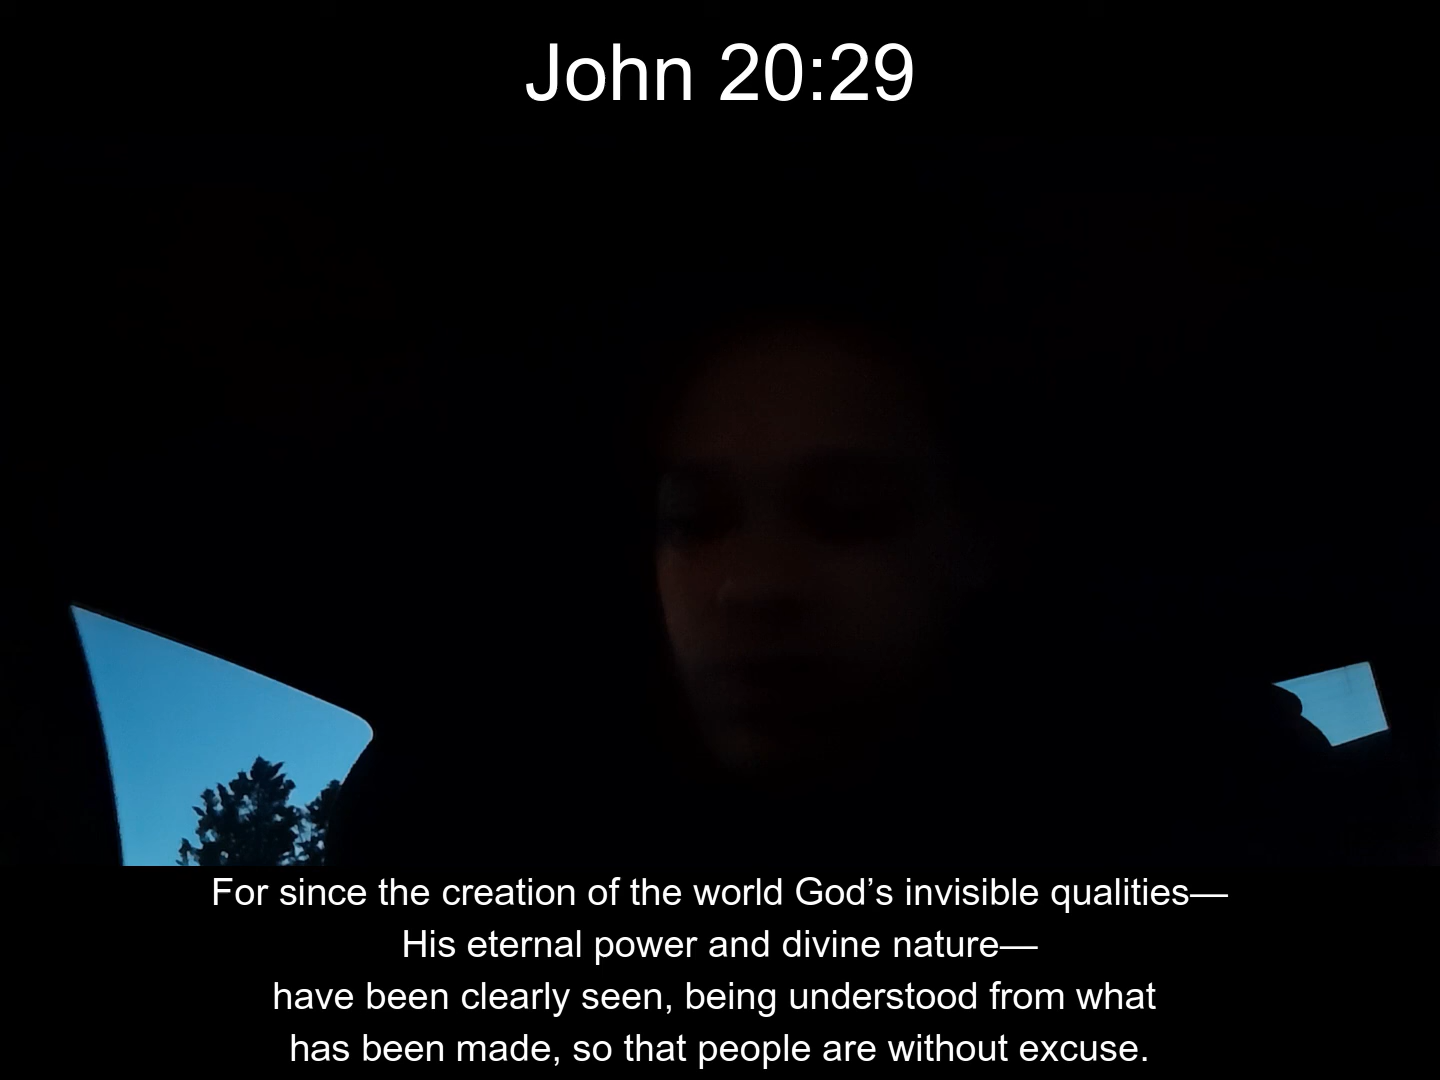 John 20:29
For since the creation of the world God’s invisible qualities—
His eternal power and divine nature—
have been clearly seen, being understood from what
has been made, so that people are without excuse.